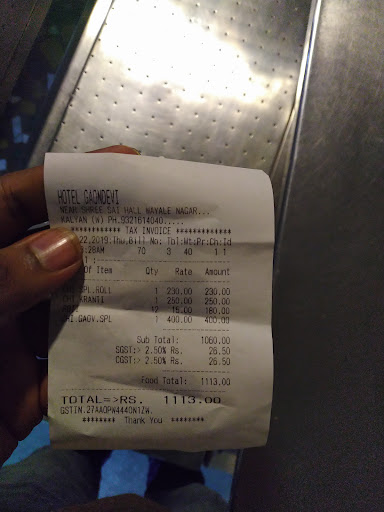 HOTEL GAONDEVI
NEAR SHREE SAI HALL WAYALE NAGAR...
KALYAN (W) PH.9321614040.....
************ TAX INVOICE *************
22,2019,Thu,Bill No: Tbl:Wt:Pr:Ch:Id
:28AM 70 3 40 1 1
Of Item Qty Rate Amount
SPL.ROLL 1 230.00 230.00
KRANTI 1 250.00 250.00
12 15.00 180.00
GAOV.SPL 1 400.00 400.00
Sub Total: 1060.00
SGST:> 2.50% Rs. 26.50
CGST:> 2.50% Rs. 26.50
Food Total: 1113.00
TOTAL=>RS. 1113.00
GSTIN.27AAOPW4440N1ZW.
******** Thank You ********